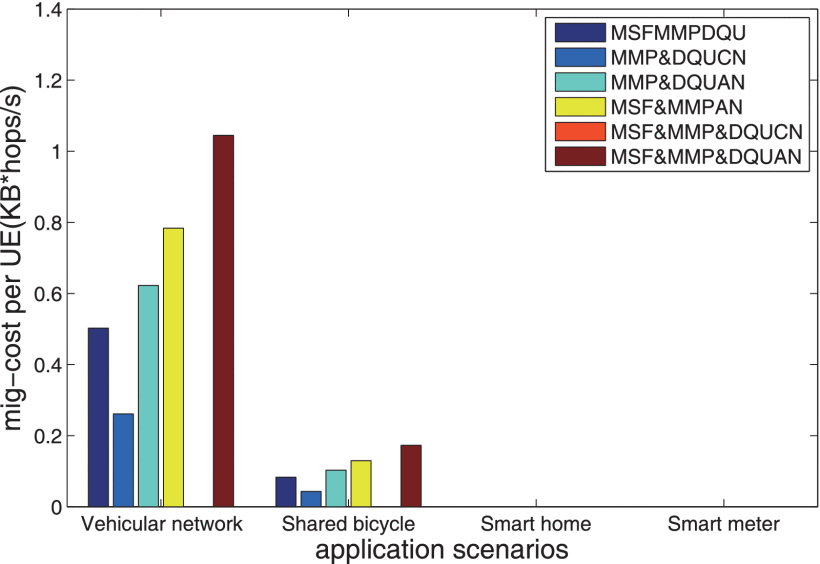 1.4
1.2
1
0.8
0.6
0.4
0.2
0
mig-cost per UE(KB*hops/s)
MSFMMPDQU
MMP&DQUCN
MMP&DQUAN
MSF&MMPAN
MSF&MMP&DQUCN
MSF&MMP&DQUAN
Vehicular network Shared bicycle Smart home Smart meter
application scenarios